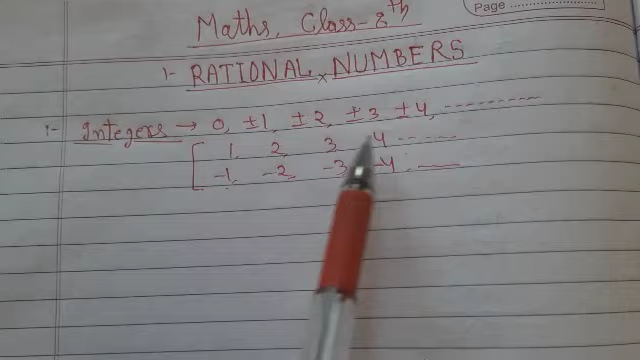 Page ..................
Maths, Class - 8th
1- RATIONAL NUMBERS
:- Integers → 0, ±1, ±2, ±3 ±4, ----------
1, 2, 3 4 - - ----
-1, -2, -3 -4, . ——